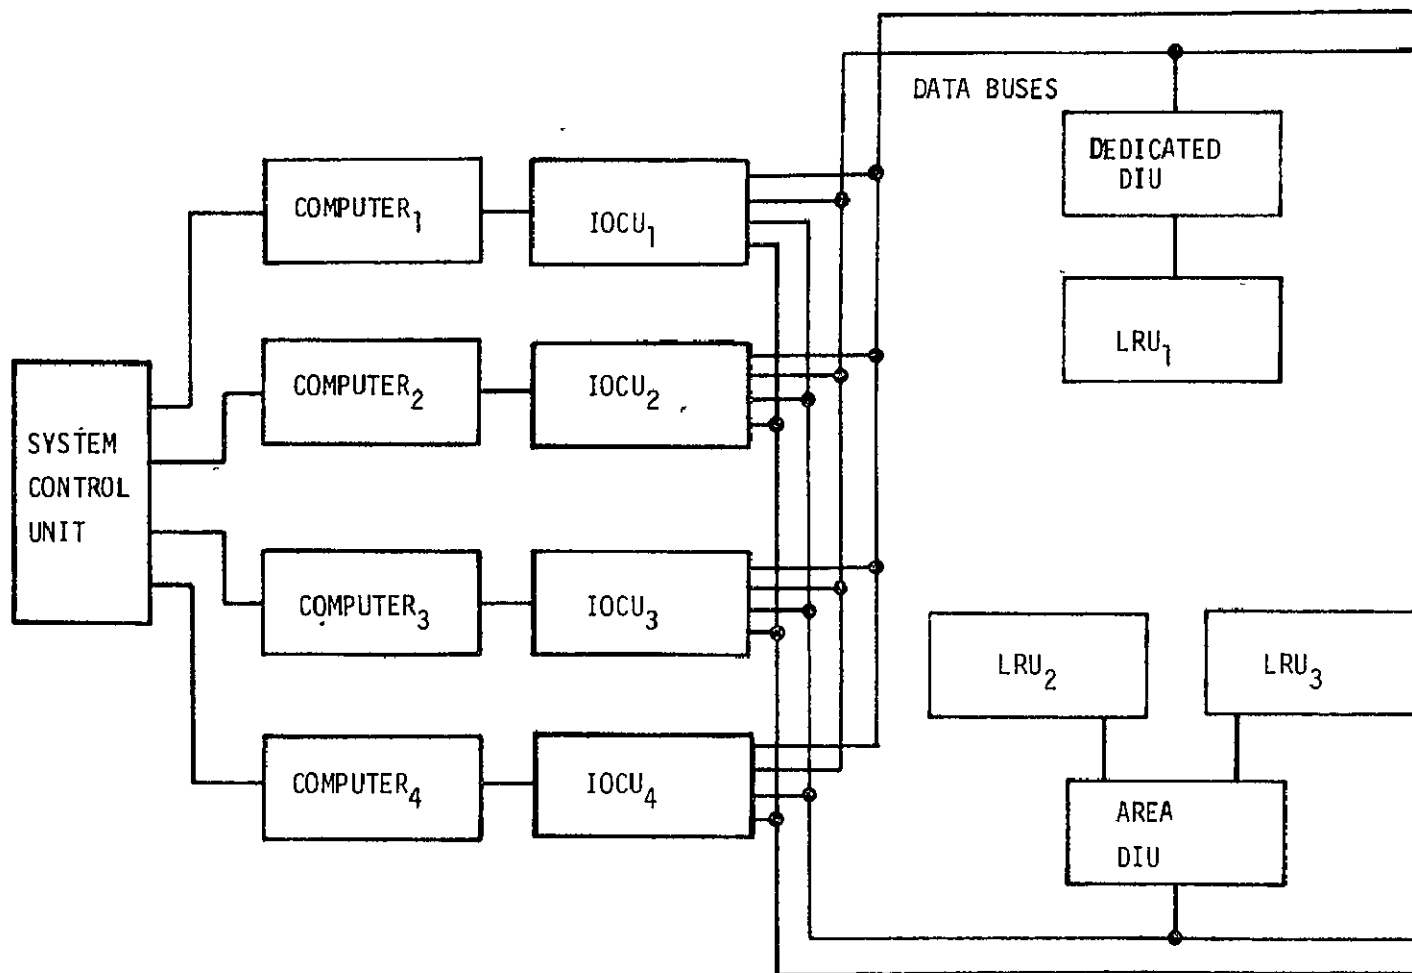 DATA BUSES
DEDICATED
DIU
COMPUTER₁
IOCU₁
LRU₁
COMPUTER₂
IOCU₂
SYSTEM
CONTROL
UNIT
COMPUTER₃
IOCU₃
LRU₂
LRU₃
COMPUTER₄
IOCU₄
AREA
DIU